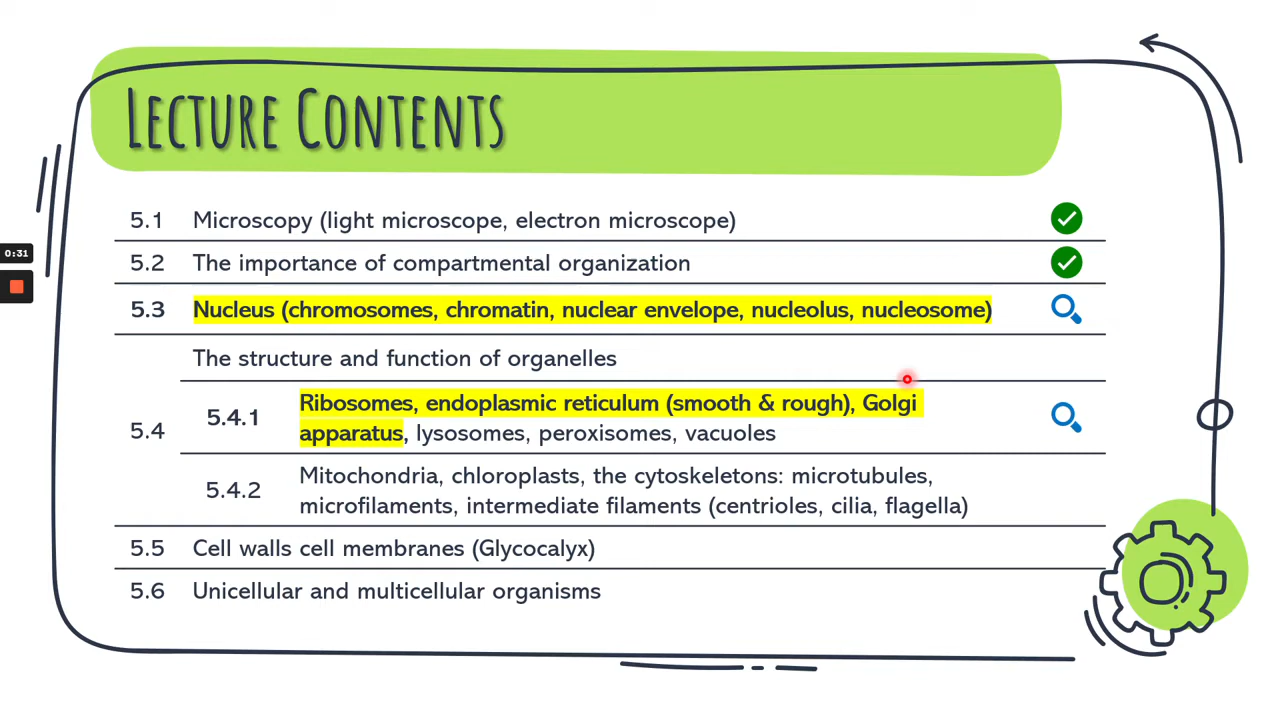 LECTURE CONTENTS
5.1 Microscopy (light microscope, electron microscope)
5.2 The importance of compartmental organization
0:31
5.3 Nucleus (chromosomes, chromatin, nuclear envelope, nucleolus, nucleosome)
The structure and function of organelles
5.4
5.4.1 Ribosomes, endoplasmic reticulum (smooth & rough), Golgi
apparatus, lysosomes, peroxisomes, vacuoles
5.4.2 Mitochondria, chloroplasts, the cytoskeletons: microtubules,
microfilaments, intermediate filaments (centrioles, cilia, flagella)
5.5 Cell walls cell membranes (Glycocalyx)
5.6 Unicellular and multicellular organisms